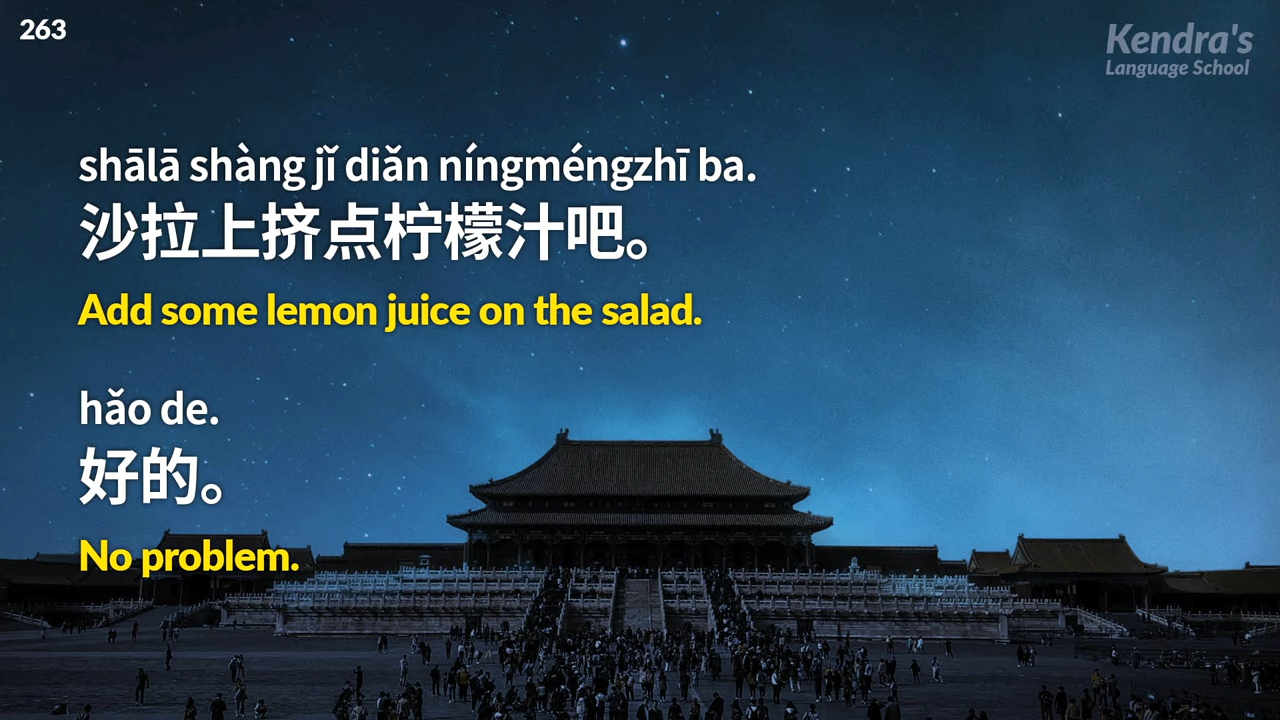 263
Kendra's
Language School
shālā shàng jǐ diǎn níngméngzhī ba.
沙拉上挤点柠檬汁吧。
Add some lemon juice on the salad.
hǎo de.
好的。
No problem.